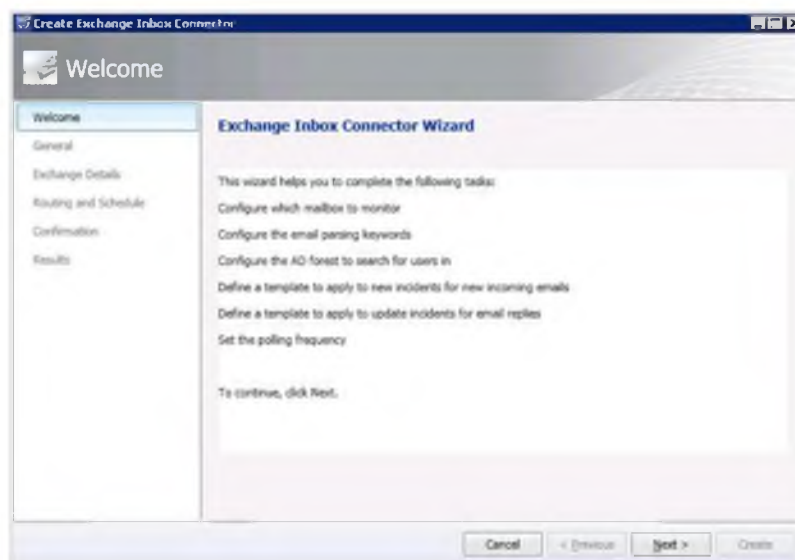 Create Exchange Inbox Connector
Welcome
Welcome
General
Exchange Details
Routing and Schedule
Confirmation
Results
Exchange Inbox Connector Wizard
This wizard helps you to complete the following tasks:
Configure which mailbox to monitor
Configure the email parsing keywords
Configure the AD forest to search for users in
Define a template to apply to new incidents for new incoming emails
Define a template to apply to update incidents for email replies
Set the polling frequency
To continue, click Next.
Cancel
< Previous
Next >
Create